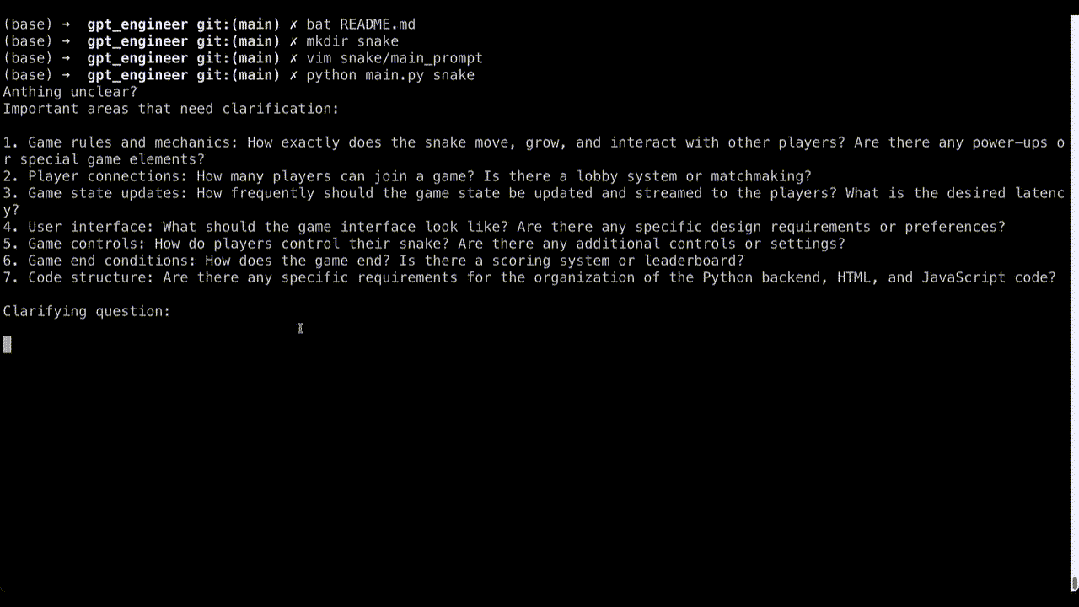 (base) → gpt_engineer git:(main) ✗ bat README.md
(base) → gpt_engineer git:(main) ✗ mkdir snake
(base) → gpt_engineer git:(main) ✗ vim snake/main_prompt
(base) → gpt_engineer git:(main) ✗ python main.py snake
Anthing unclear?
Important areas that need clarification:
1. Game rules and mechanics: How exactly does the snake move, grow, and interact with other players? Are there any power-ups o
r special game elements?
2. Player connections: How many players can join a game? Is there a lobby system or matchmaking?
3. Game state updates: How frequently should the game state be updated and streamed to the players? What is the desired latenc
y?
4. User interface: What should the game interface look like? Are there any specific design requirements or preferences?
5. Game controls: How do players control their snake? Are there any additional controls or settings?
6. Game end conditions: How does the game end? Is there a scoring system or leaderboard?
7. Code structure: Are there any specific requirements for the organization of the Python backend, HTML, and JavaScript code?
Clarifying question: